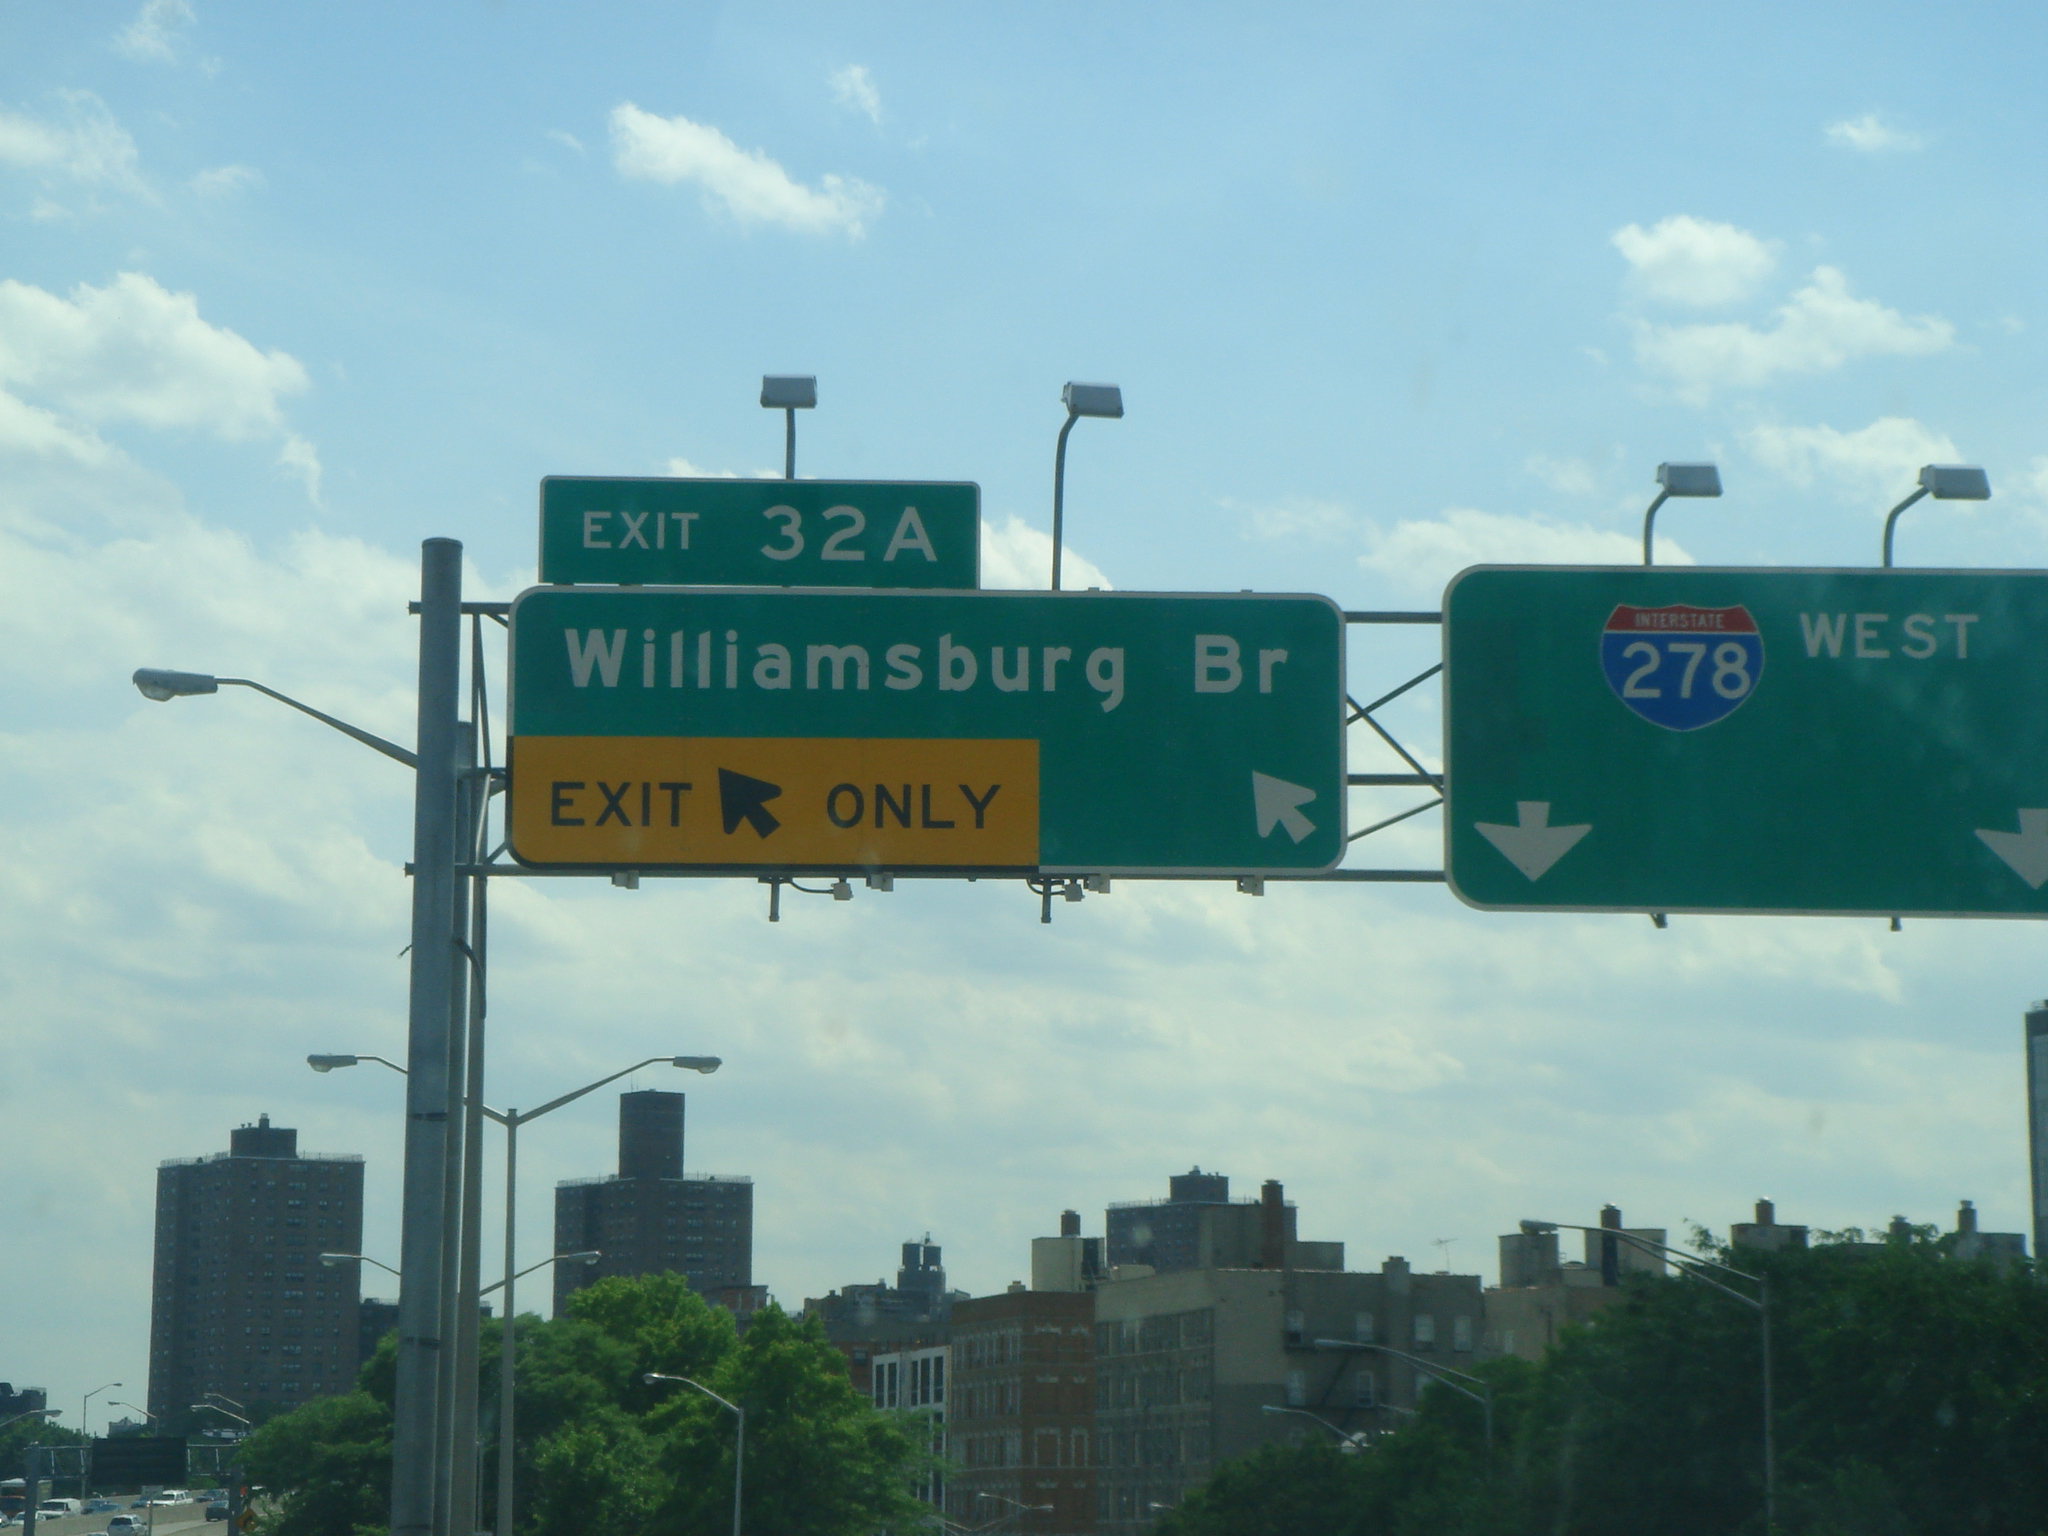 EXIT 32A
Williamsburg Br
EXIT ONLY
INTERSTATE
278
WEST